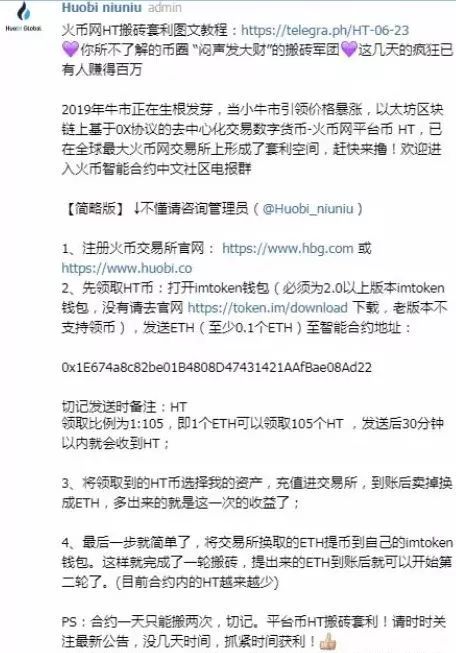 Huobi Global
Huobi niuniu admin
火币网HT搬砖套利图文教程：https://telegra.ph/HT-06-23
💜你所不了解的币圈 “闷声发大财”的搬砖军团💜这几天的疯狂已
有人赚得百万
2019年牛市正在生根发芽，当小牛市引领价格暴涨，以太坊区块
链上基于0X协议的去中心化交易数字货币-火币网平台币 HT，已
在全球最大火币网交易所上形成了套利空间，赶快来撸！欢迎进
入火币智能合约中文社区电报群
【简略版】↓不懂请咨询管理员（@Huobi_niuniu）
1、注册火币交易所官网： https://www.hbg.com 或
https://www.huobi.co
2、先领取HT币：打开imtoken钱包（必须为2.0以上版本imtoken
钱包，没有请去官网 https://token.im/download 下载，老版本不
支持领币），发送ETH（至少0.1个ETH）至智能合约地址：
0x1E674a8c82be01B4808D47431421AAfBae08Ad22
切记发送时备注：HT
领取比例为1:105，即1个ETH可以领取105个HT ，发送后30分钟
以内就会收到HT；
3、将领取到的HT币选择我的资产，充值进交易所，到账后卖掉换
成ETH，多出来的就是这一次的收益了；
4、最后一步就简单了，将交易所换取的ETH提币到自己的imtoken
钱包。这样就完成了一轮搬砖，提出来的ETH到账后就可以开始第
二轮了。(目前合约内的HT越来越少)
PS：合约一天只能搬两次，切记。平台币HT搬砖套利！请时时关
注最新公告，没几天时间，抓紧时间获利！👍